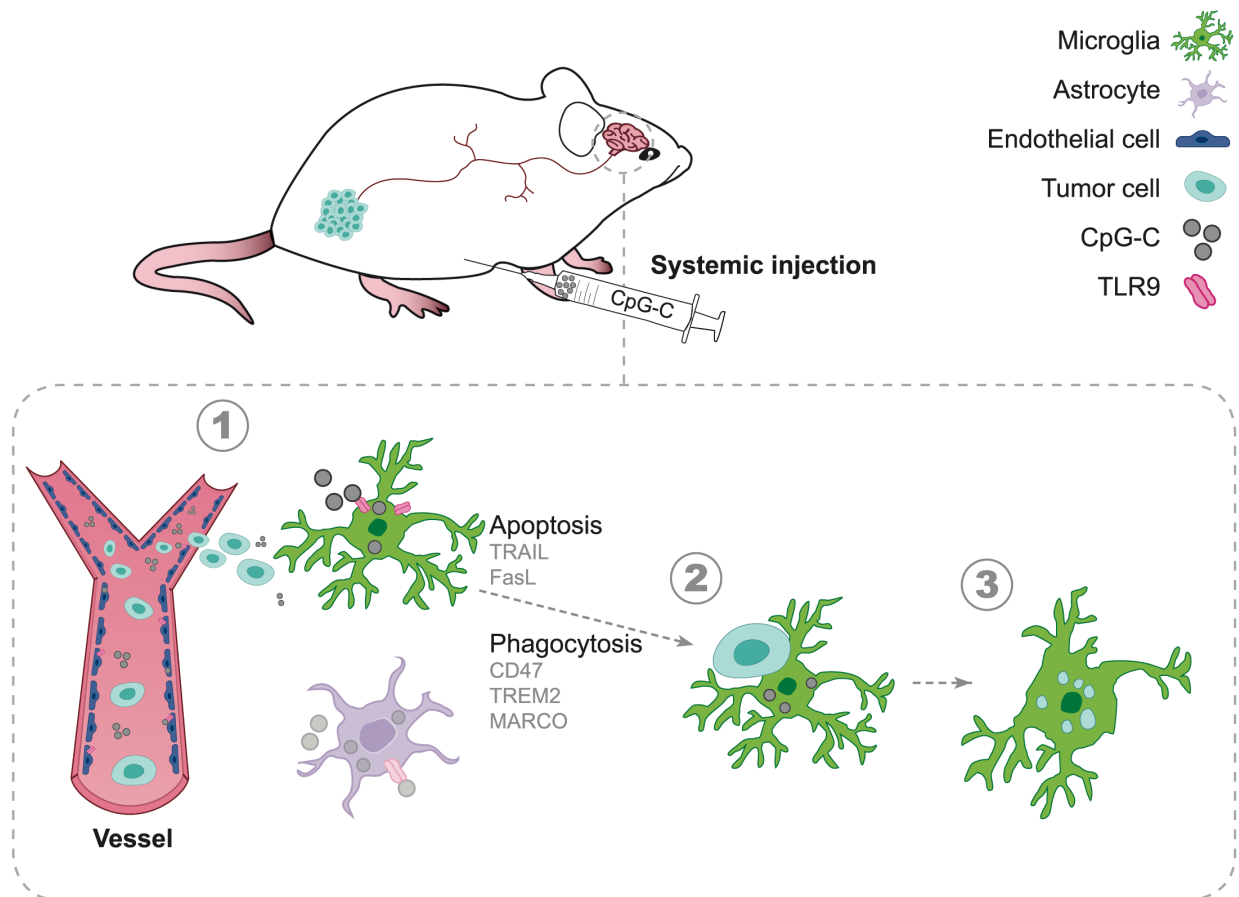 Microglia
Astrocyte
Endothelial cell
Tumor cell
CpG-C
TLR9
Systemic injection
CpG-C
1
Apoptosis
TRAIL
FasL
Phagocytosis
CD47
TREM2
MARCO
2
3
Vessel